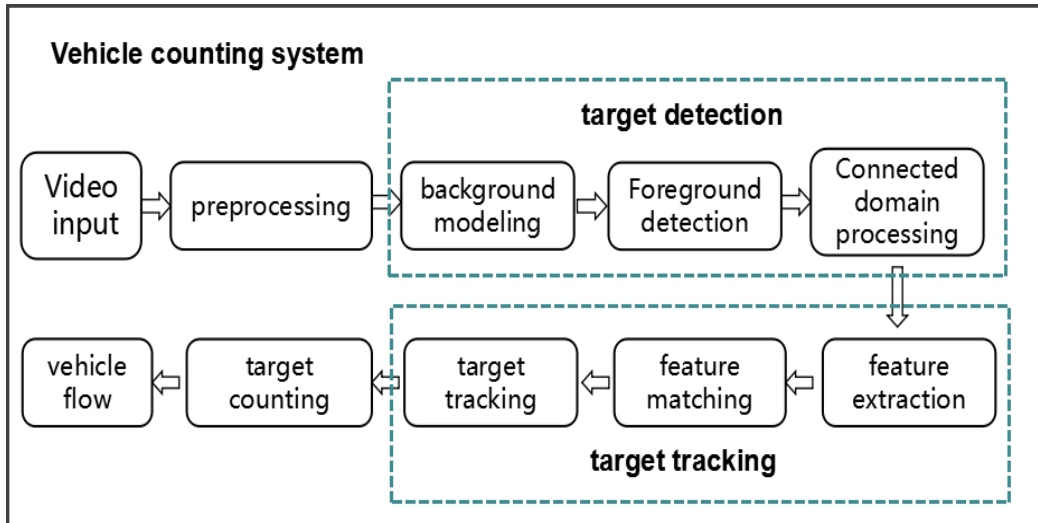 Vehicle counting system
target detection
Video
input
preprocessing
background
modeling
Foreground
detection
Connected
domain
processing
vehicle
flow
target
counting
target
tracking
feature
matching
feature
extraction
target tracking